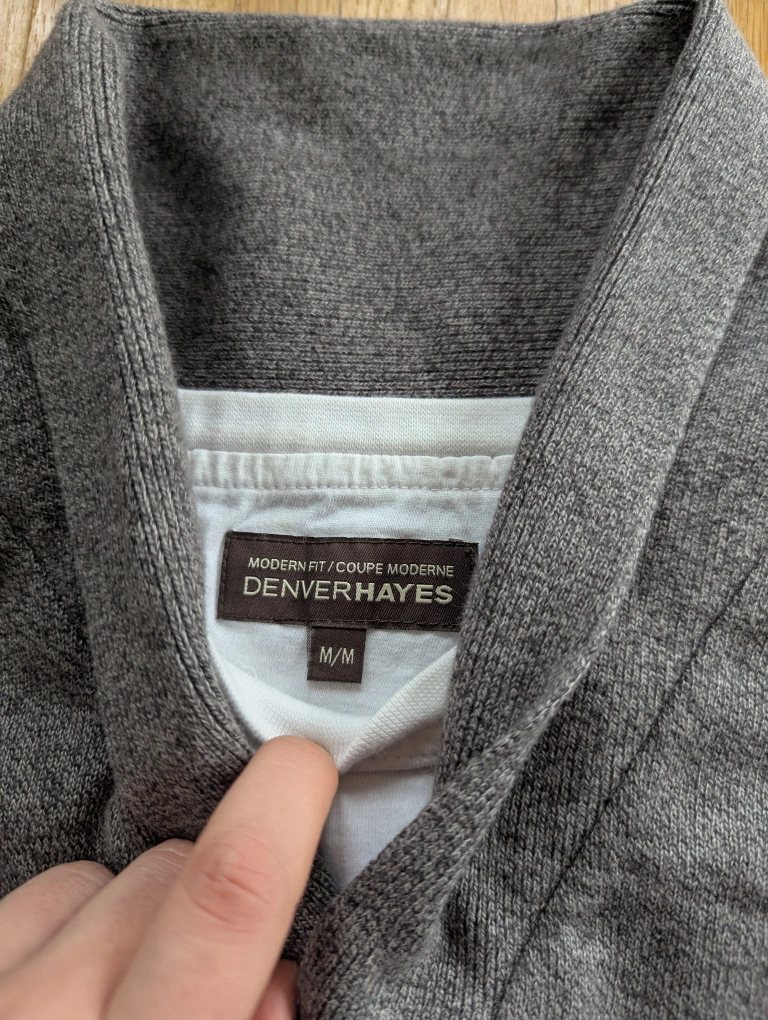 MODERN FIT / COUPE MODERNE
DENVERHAYES
M/M